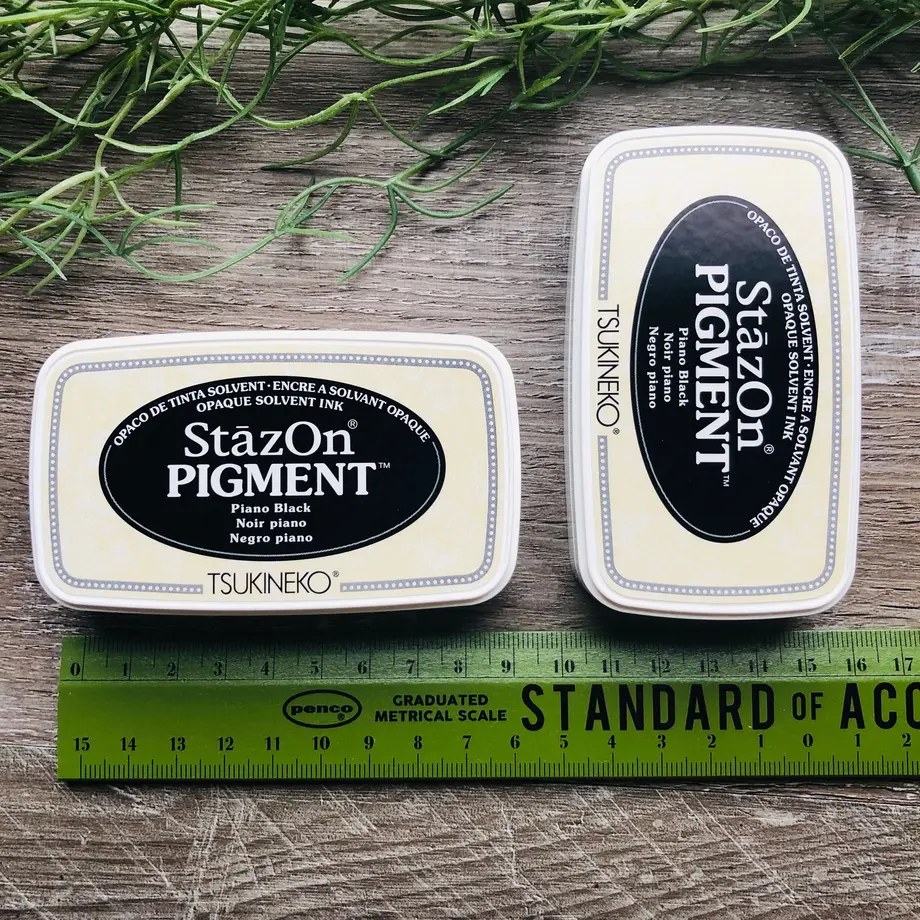 OPACO DE TINTA SOLVENT · ENCRE A SOLVANT OPAQUE
OPAQUE SOLVENT INK
StāzOn®
PIGMENT™
Piano Black
Noir piano
Negro piano
TSUKINEKO®
OPACO DE TINTA SOLVENT · ENCRE A SOLVANT OPAQUE
OPAQUE SOLVENT INK
StāzOn®
PIGMENT™
Piano Black
Noir piano
Negro piano
TSUKINEKO®
0 1 2 3 4 5 6 7 8 9 10 11 12 13 14 15 16 17
penco®
GRADUATED
METRICAL SCALE
STANDARD OF ACC
15 14 13 12 11 10 9 8 7 6 5 4 3 2 1 0 1 2